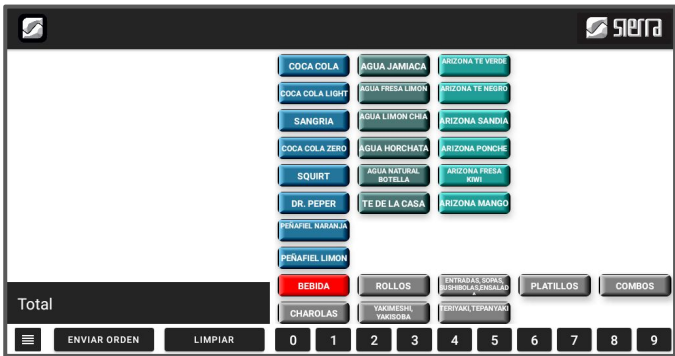 sierra
COCA COLA
AGUA JAMIACA
ARIZONA TE VERDE
COCA COLA LIGHT
AGUA FRESA LIMON
ARIZONA TE NEGRO
SANGRIA
AGUA LIMON CHIA
ARIZONA SANDIA
COCA COLA ZERO
AGUA HORCHATA
ARIZONA PONCHE
SQUIRT
AGUA NATURAL
BOTELLA
ARIZONA FRESA
KIWI
DR. PEPER
TE DE LA CASA
ARIZONA MANGO
PEÑAFIEL NARANJA
PEÑAFIEL LIMON
BEBIDA
ROLLOS
ENTRADAS, SOPAS,
SUSHIBOLAS,ENSALAD
A
PLATILLOS
COMBOS
Total
CHAROLAS
YAKIMESHI,
YAKISOBA
TERIYAKI,TEPANYAKI
ENVIAR ORDEN
LIMPIAR
0 1 2 3 4 5 6 7 8 9